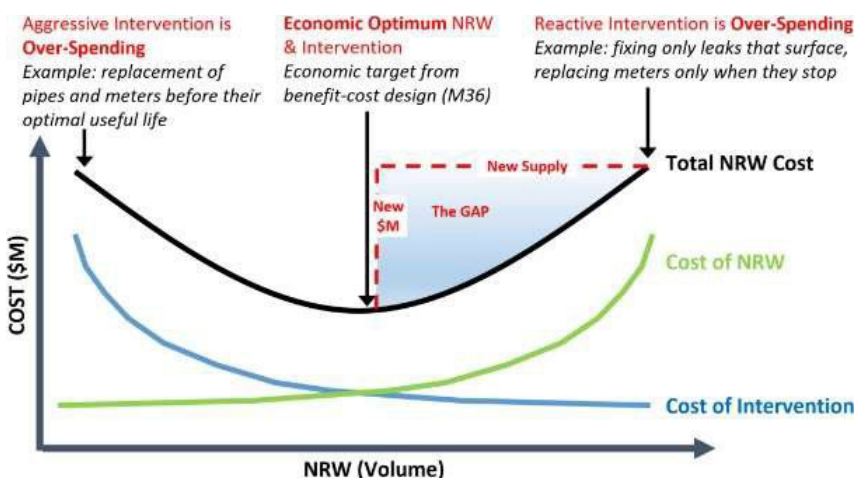 Aggressive Intervention is
Over-Spending
Example: replacement of
pipes and meters before their
optimal useful life
Economic Optimum NRW
& Intervention
Economic target from
benefit-cost design (M36)
Reactive Intervention is Over-Spending
Example: fixing only leaks that surface,
replacing meters only when they stop
New Supply
Total NRW Cost
New
$M
The GAP
Cost of NRW
COST ($M)
Cost of Intervention
NRW (Volume)